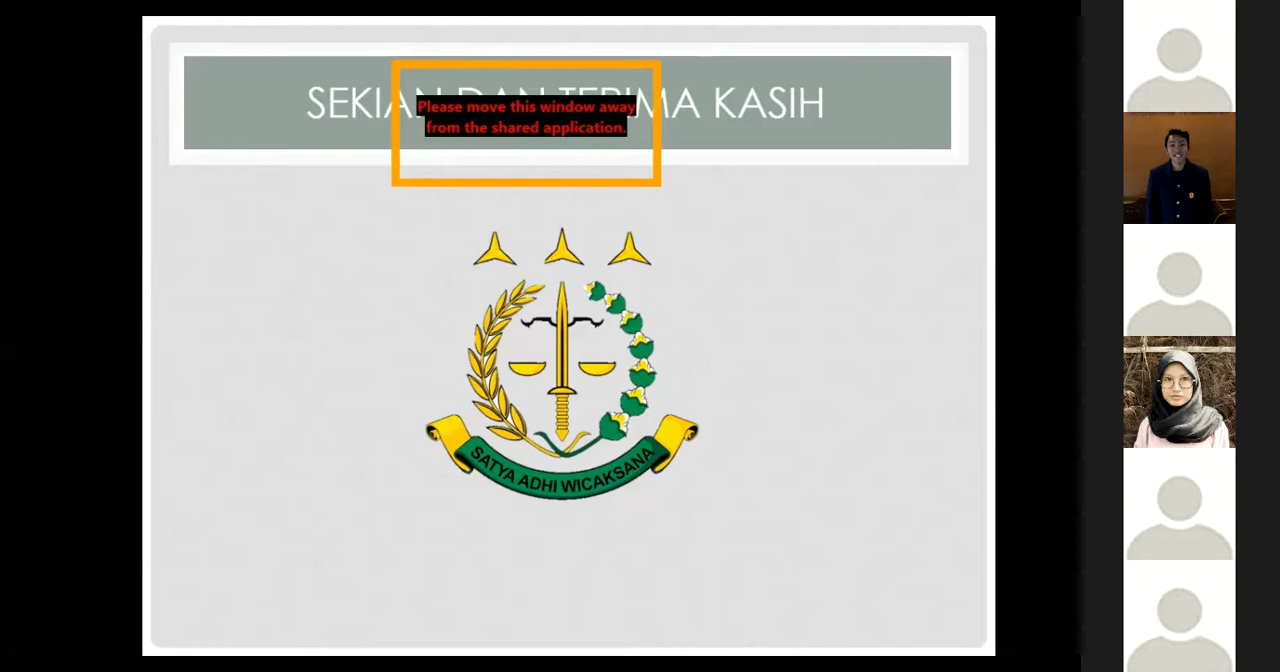 SEKIAN DAN TERIMA KASIH
Please move this window away
from the shared application.
SATYA ADHI WICAKSANA